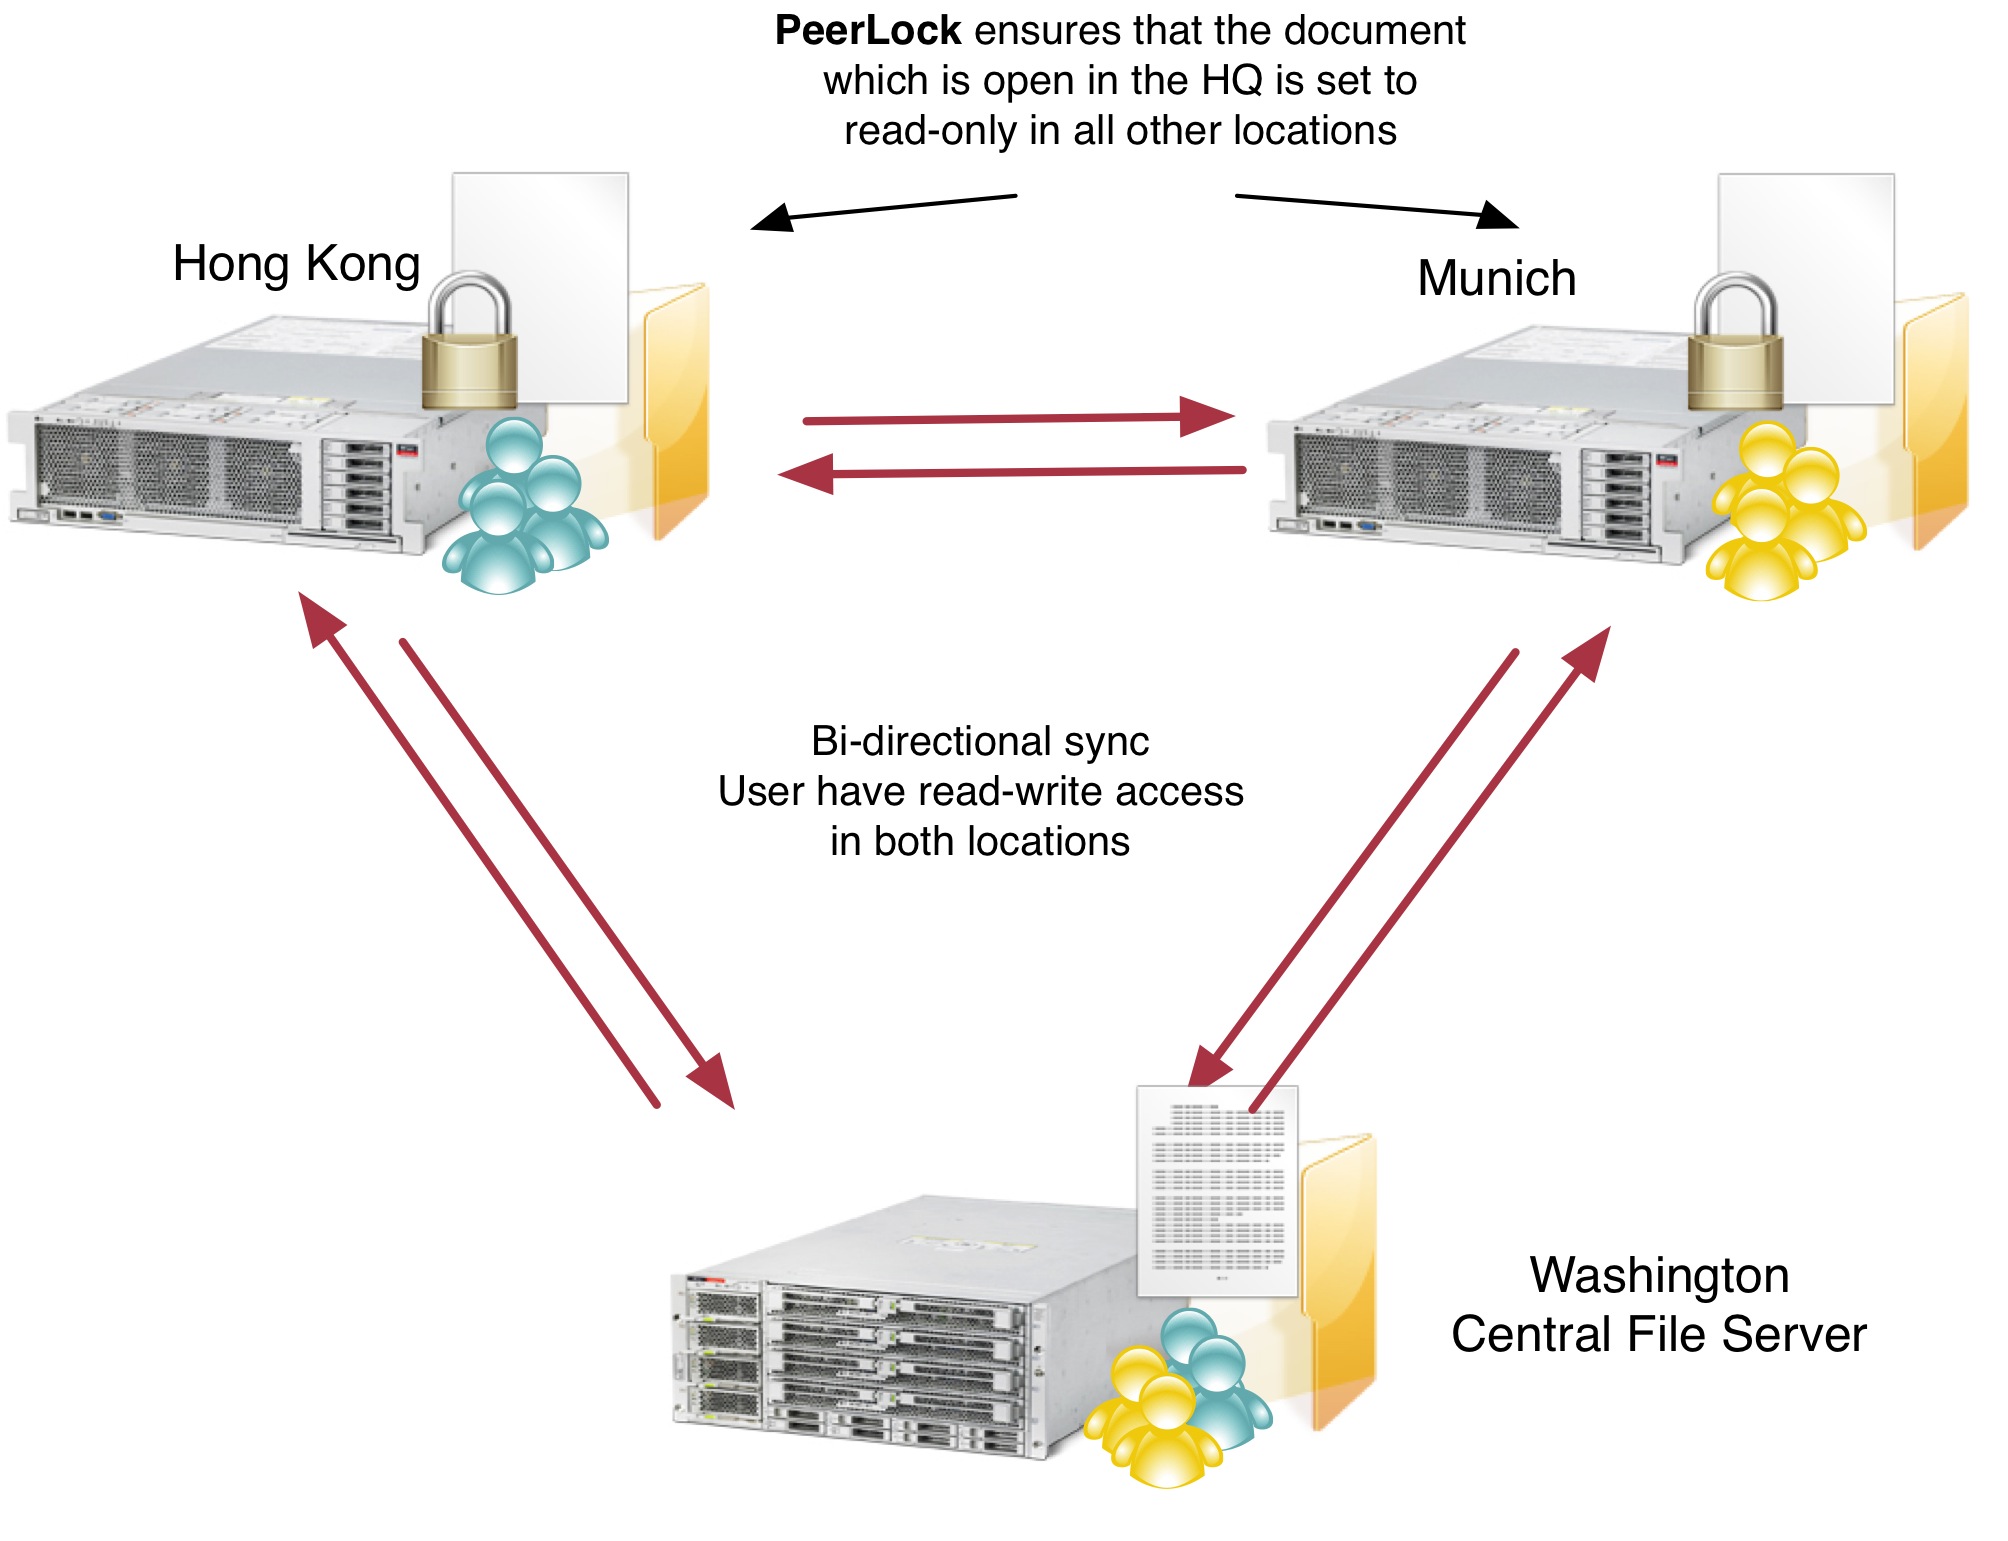 PeerLock ensures that the document
which is open in the HQ is set to
read-only in all other locations
Hong Kong
Munich
Bi-directional sync
User have read-write access
in both locations
Washington
Central File Server